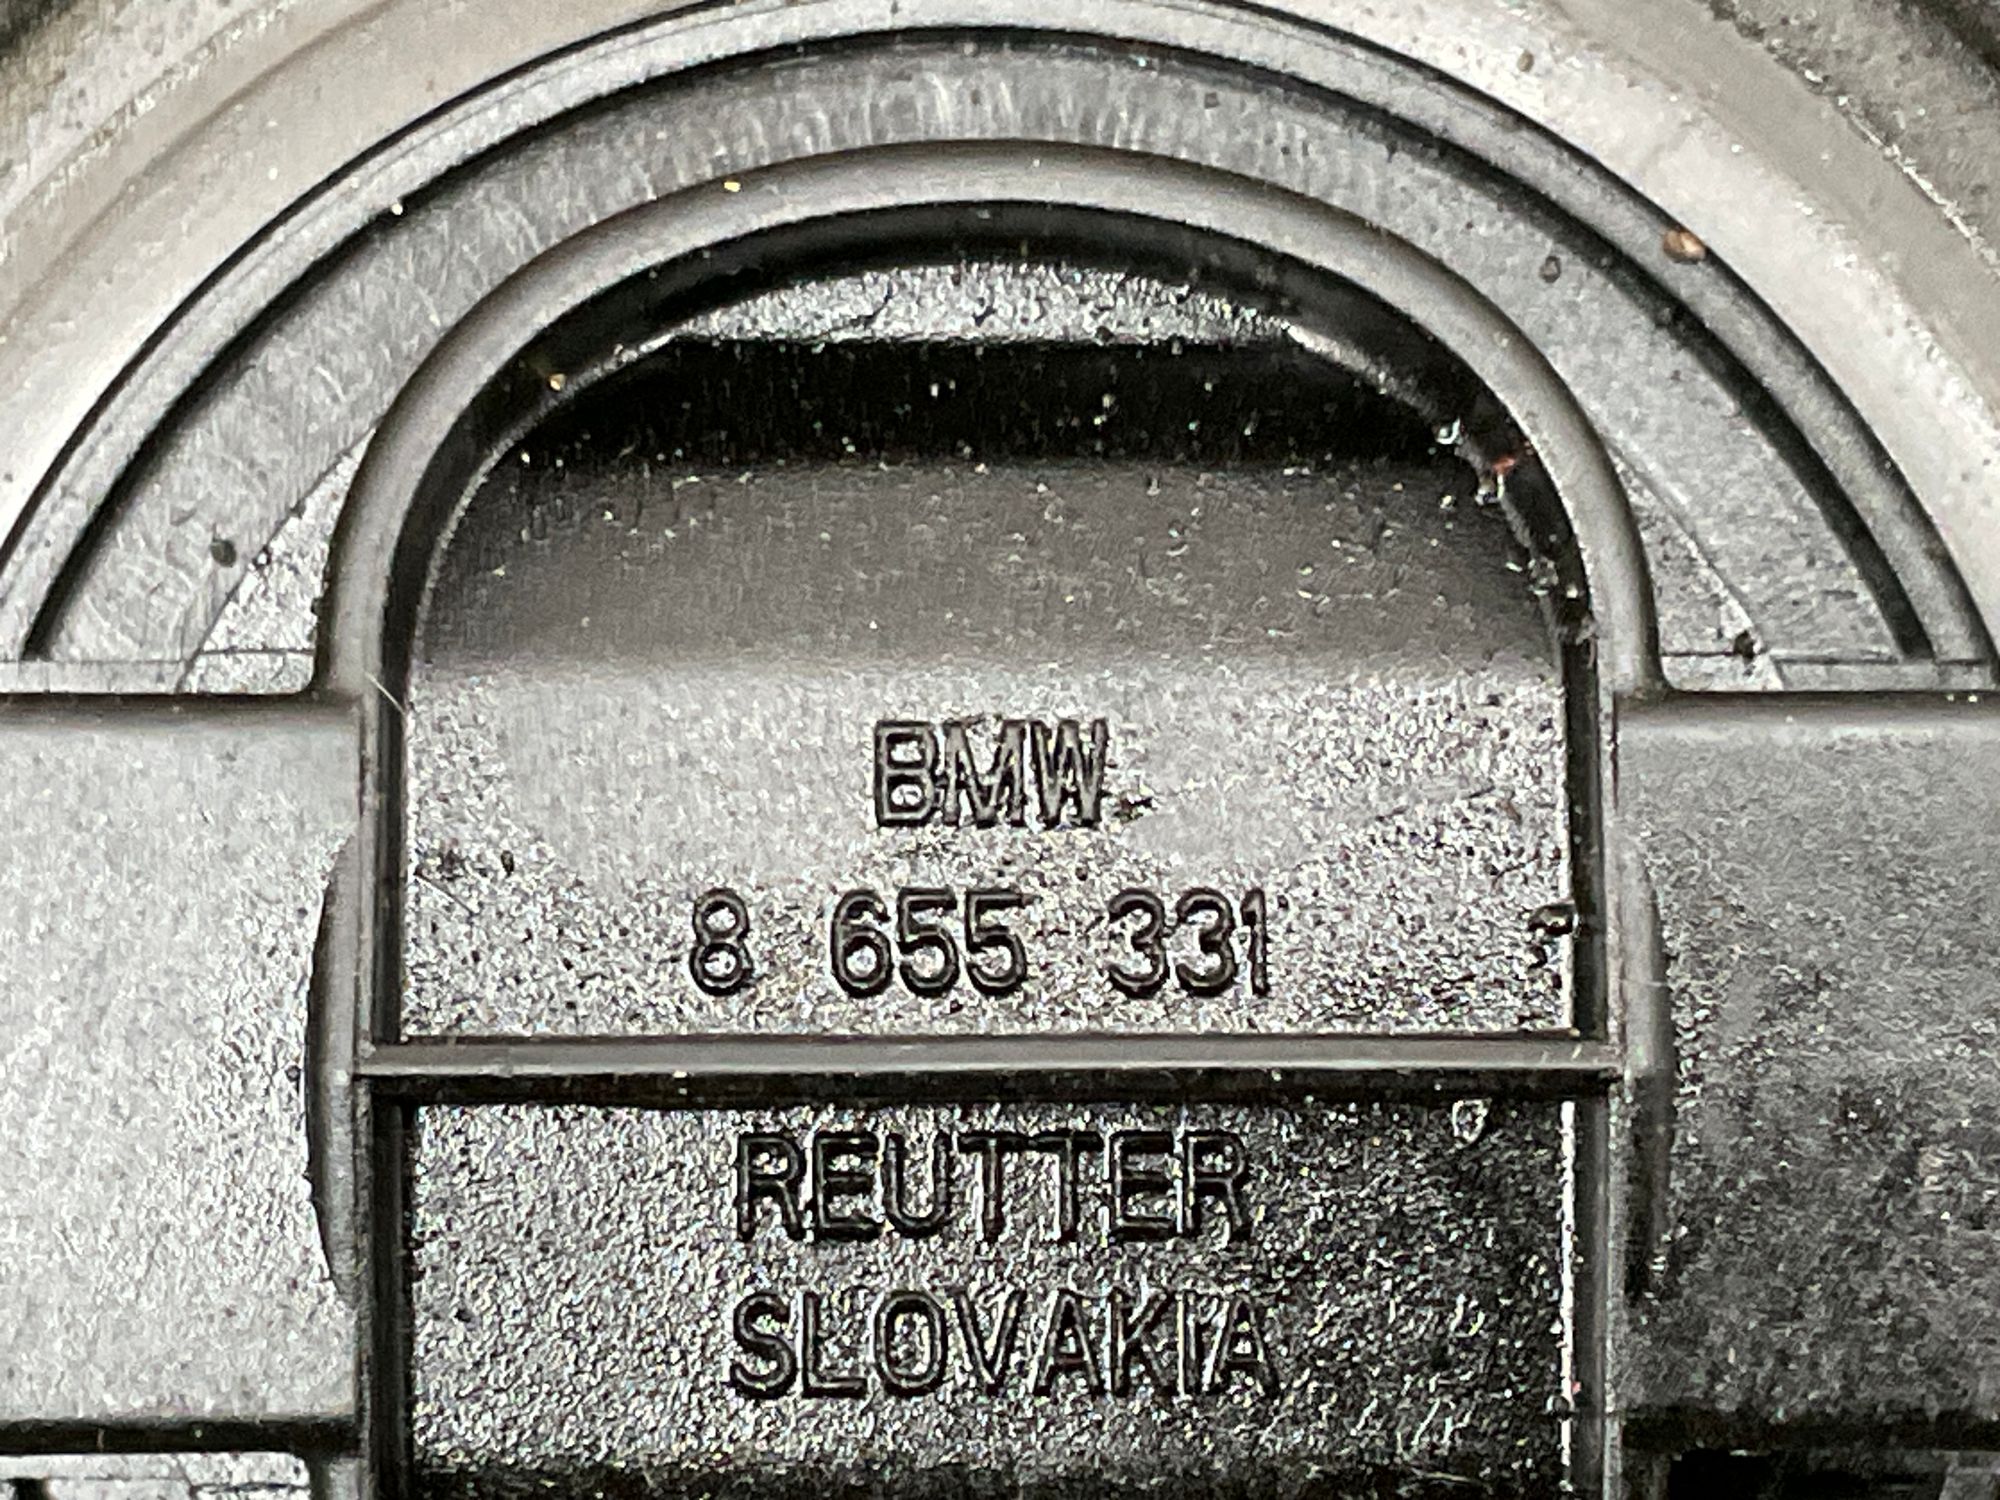 BMW
8 655 331
REUTTER
SLOVAKIA